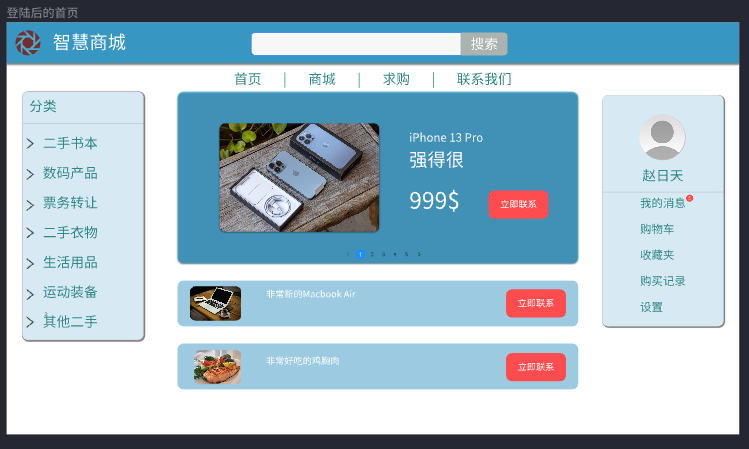 登陆后的首页
智慧商城
搜索
首页 | 商城 | 求购 | 联系我们
分类
二手书本
数码产品
票务转让
二手衣物
生活用品
运动装备
其他二手
iPhone 13 Pro
强得很
999$
立即联系
1 2 3 4 5
非常新的Macbook Air
立即联系
非常好吃的鸡胸肉
立即联系
赵日天
我的消息
购物车
收藏夹
购买记录
设置